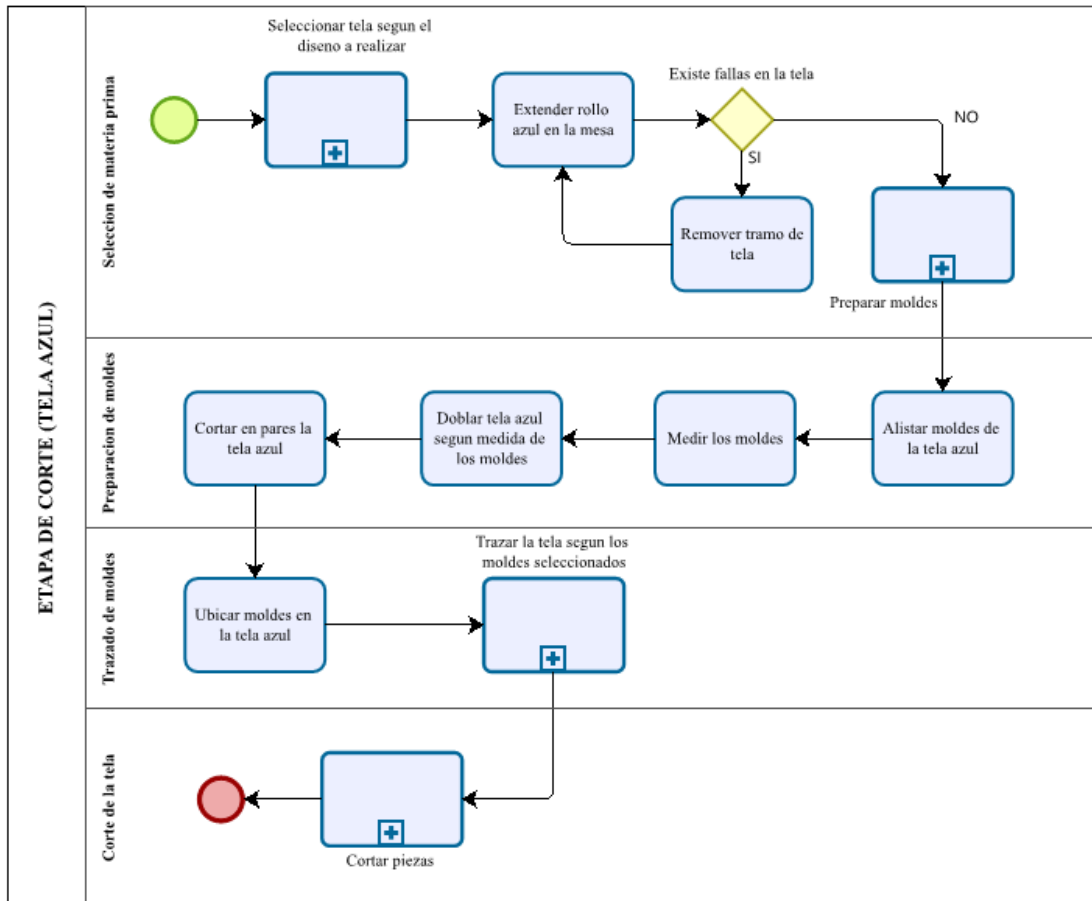 ETAPA DE CORTE (TELA AZUL)
Seleccion de materia prima
Seleccionar tela segun el
diseno a realizar
Extender rollo
azul en la mesa
Existe fallas en la tela
NO
SI
Remover tramo de
tela
Preparar moldes
Preparacion de moldes
Cortar en pares la
tela azul
Doblar tela azul
segun medida de
los moldes
Medir los moldes
Alistar moldes de
la tela azul
Trazado de moldes
Ubicar moldes en
la tela azul
Trazar la tela segun los
moldes seleccionados
Corte de la tela
Cortar piezas